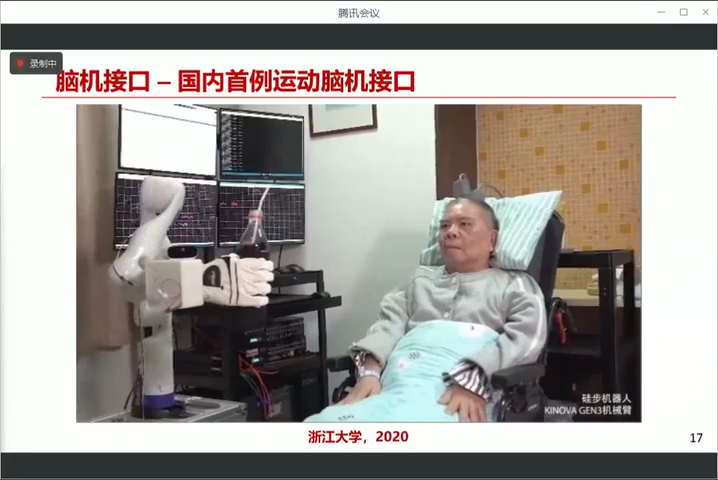 腾讯会议
录制中
脑机接口 – 国内首例运动脑机接口
硅步机器人
KINOVA GEN3机械臂
浙江大学，2020
17